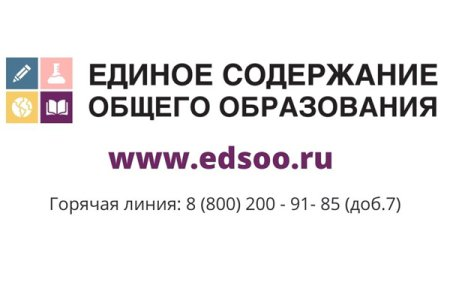 ЕДИНОЕ СОДЕРЖАНИЕ
ОБЩЕГО ОБРАЗОВАНИЯ
www.edsoo.ru
Горячая линия: 8 (800) 200 - 91- 85 (доб.7)